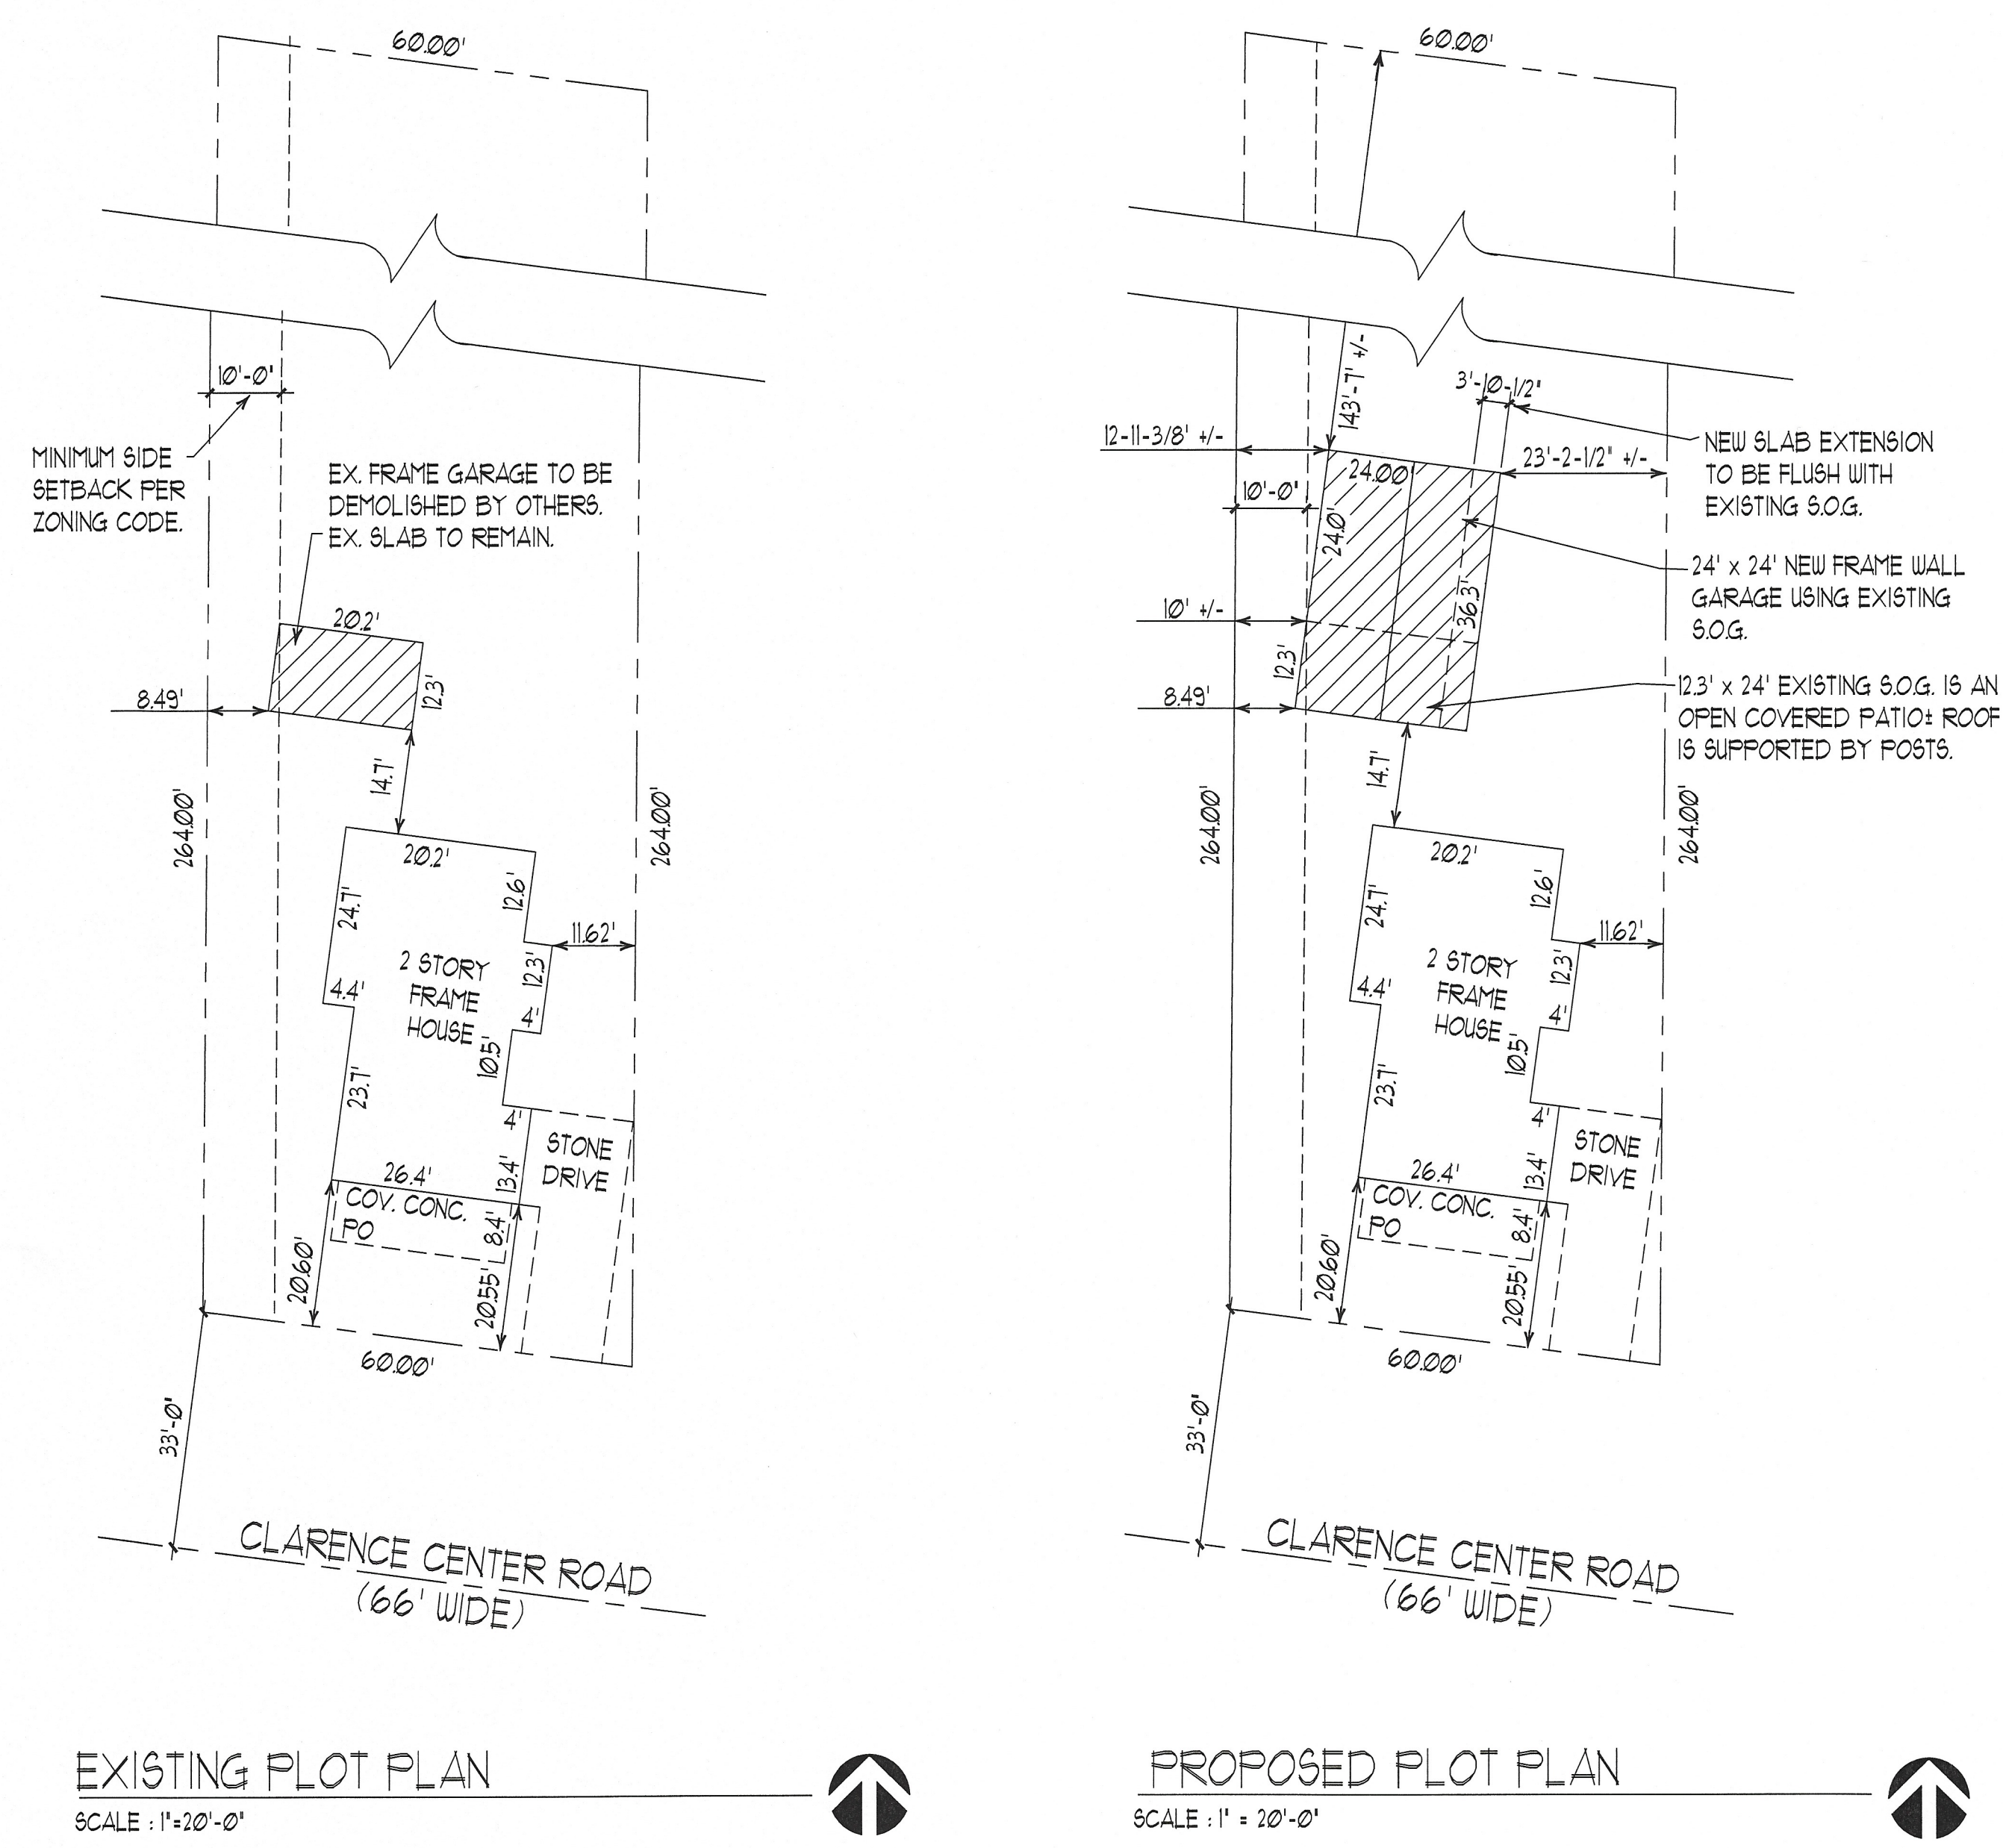 60.00'
10'-0"
MINIMUM SIDE
SETBACK PER
ZONING CODE.
EX. FRAME GARAGE TO BE
DEMOLISHED BY OTHERS.
EX. SLAB TO REMAIN.
20.2'
12.3'
8.49'
14.7'
264.00'
264.00'
20.2'
24.7'
12.6'
11.62'
2 STORY
FRAME
HOUSE
12.3'
4.4'
4'
10.5'
23.7'
4'
STONE
DRIVE
13.4'
26.4'
COV. CONC.
PO
8.4'
20.60'
20.55'
60.00'
33'-0"
CLARENCE CENTER ROAD
(66' WIDE)
EXISTING PLOT PLAN
SCALE : 1"=20'-0"
60.00'
143'-7" +/-
3'-10-1/2"
12-11-3/8' +/-
24.00'
23'-2-1/2" +/-
NEW SLAB EXTENSION
TO BE FLUSH WITH
EXISTING S.O.G.
10'-0"
24.0'
24' x 24' NEW FRAME WALL
GARAGE USING EXISTING
S.O.G.
36.3'
10' +/-
12.3'
8.49'
12.3' x 24' EXISTING S.O.G. IS AN
OPEN COVERED PATIO± ROOF
IS SUPPORTED BY POSTS.
14.7'
264.00'
264.00'
20.2'
24.7'
12.6'
11.62'
2 STORY
FRAME
HOUSE
12.3'
4.4'
4'
10.5'
23.7'
4'
STONE
DRIVE
13.4'
26.4'
COV. CONC.
PO
8.4'
20.60'
20.55'
60.00'
33'-0"
CLARENCE CENTER ROAD
(66' WIDE)
PROPOSED PLOT PLAN
SCALE : 1" = 20'-0"